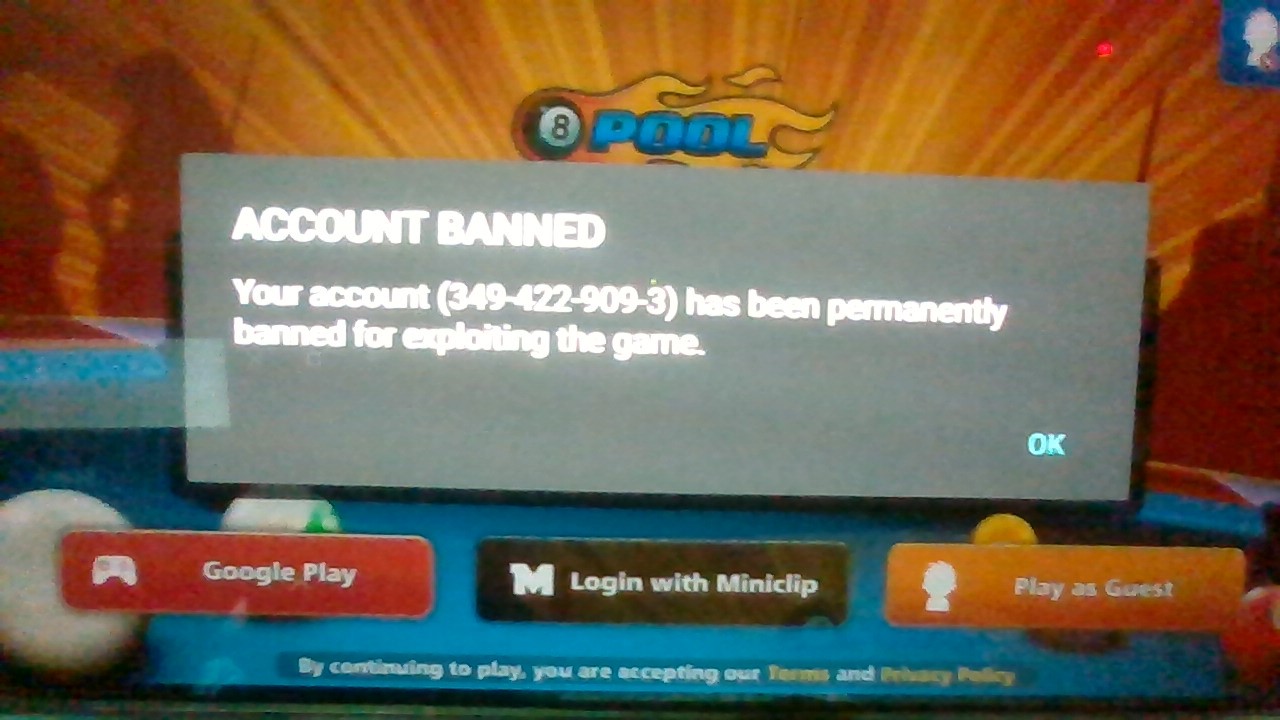 8 POOL
ACCOUNT BANNED
Your account (349-422-909-3) has been permanently
banned for exploiting the game.
OK
Google Play
M Login with Miniclip
Play as Guest
By continuing to play, you are accepting our Terms and Privacy Policy